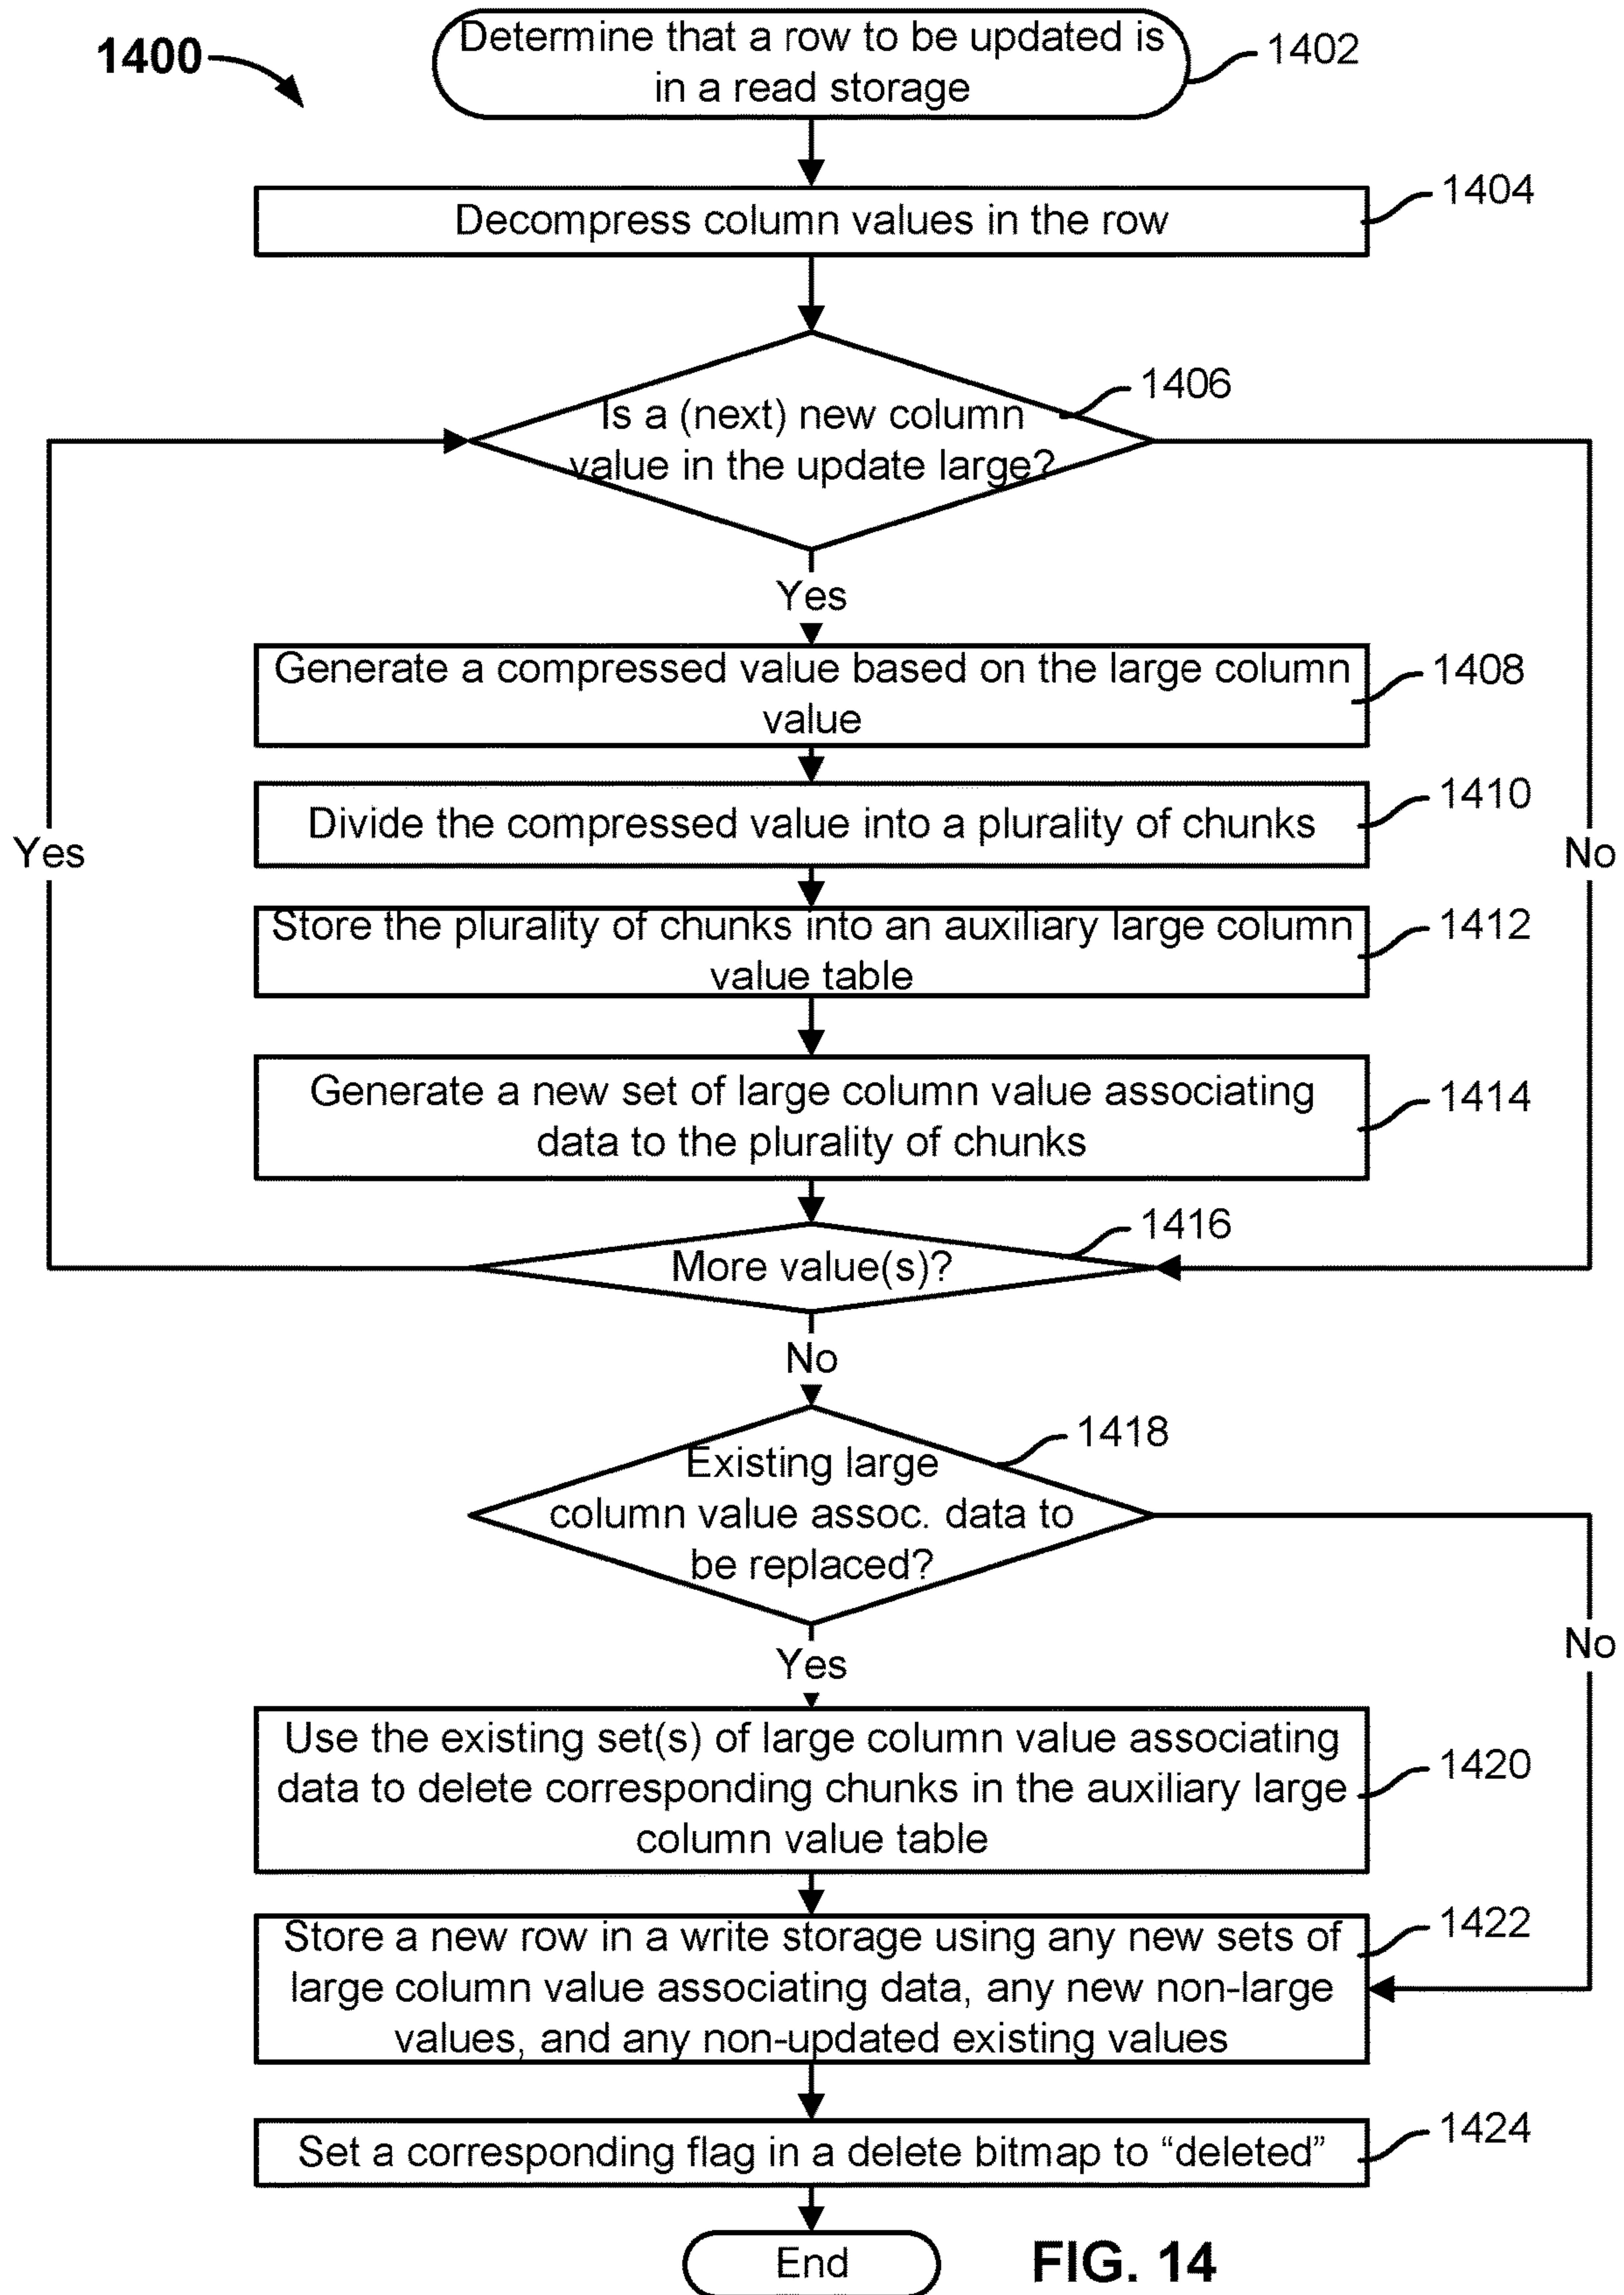 1400
Determine that a row to be updated is
in a read storage
1402
Decompress column values in the row
1404
Is a (next) new column
value in the update large?
1406
Yes
Generate a compressed value based on the large column
value
1408
Divide the compressed value into a plurality of chunks
1410
Yes
No
Store the plurality of chunks into an auxiliary large column
value table
1412
Generate a new set of large column value associating
data to the plurality of chunks
1414
More value(s)?
1416
No
Existing large
column value assoc. data to
be replaced?
1418
Yes
No
Use the existing set(s) of large column value associating
data to delete corresponding chunks in the auxiliary large
column value table
1420
Store a new row in a write storage using any new sets of
large column value associating data, any new non-large
values, and any non-updated existing values
1422
Set a corresponding flag in a delete bitmap to “deleted”
1424
End
FIG. 14